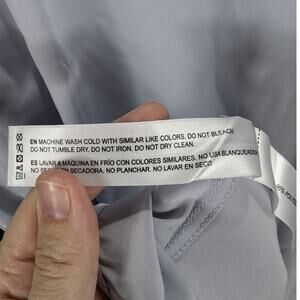 EN MACHINE WASH COLD WITH SIMILAR LIKE COLORS. DO NOT BLEACH
DO NOT TUMBLE DRY. DO NOT IRON. DO NOT DRY CLEAN.
ES LAVAR A MÁQUINA EN FRÍO CON COLORES SIMILARES. NO USA BLANQUEADOR
NO EN SECADORA. NO PLANCHAR. NO LAVAR EN SECO.